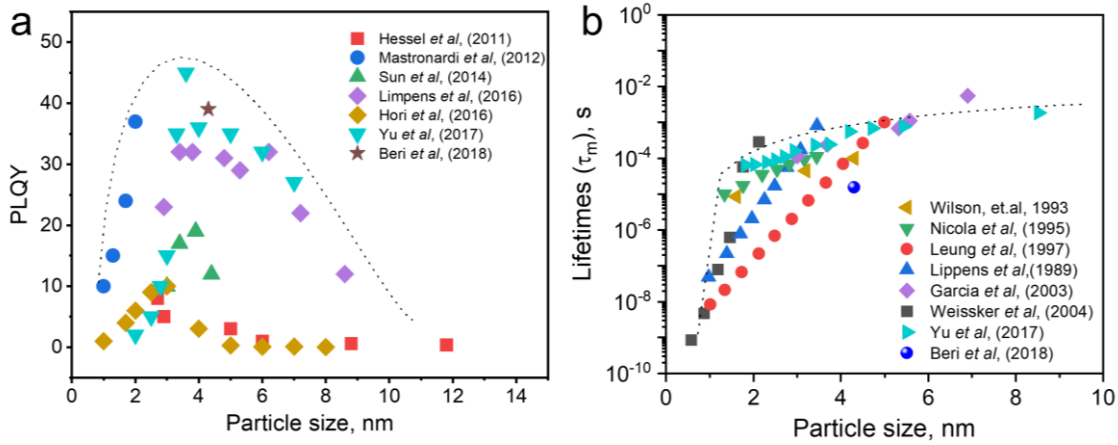 a
PLQY
50
40
30
20
10
0
Hessel et al, (2011)
Mastronardi et al, (2012)
Sun et al, (2014)
Limpens et al, (2016)
Hori et al, (2016)
Yu et al, (2017)
Beri et al, (2018)
0 2 4 6 8 10 12 14
Particle size, nm
b
Lifetimes (τm), s
10⁰
10⁻²
10⁻⁴
10⁻⁶
10⁻⁸
10⁻¹⁰
Wilson, et.al, 1993
Nicola et al, (1995)
Leung et al, (1997)
Lippens et al,(1989)
Garcia et al, (2003)
Weissker et al, (2004)
Yu et al, (2017)
Beri et al, (2018)
0 2 4 6 8 10
Particle size, nm